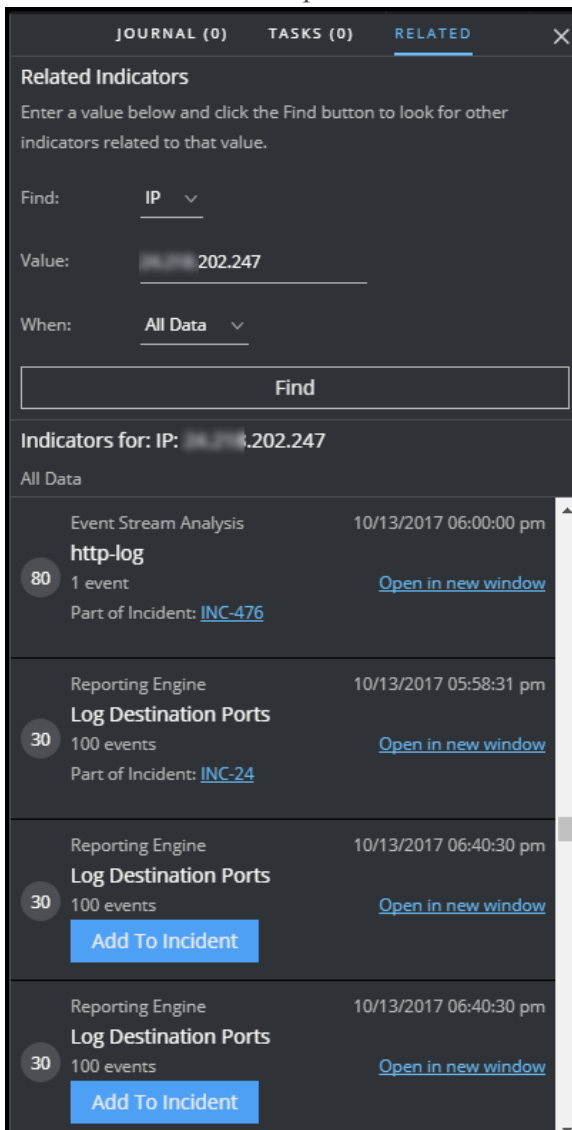 JOURNAL (0) TASKS (0) RELATED
Related Indicators
Enter a value below and click the Find button to look for other
indicators related to that value.
Find: IP
Value: .202.247
When: All Data
Find
Indicators for: IP: .202.247
All Data
Event Stream Analysis 10/13/2017 06:00:00 pm
http-log
80 1 event Open in new window
Part of Incident: INC-476
Reporting Engine 10/13/2017 05:58:31 pm
Log Destination Ports
30 100 events Open in new window
Part of Incident: INC-24
Reporting Engine 10/13/2017 06:40:30 pm
Log Destination Ports
30 100 events Open in new window
Add To Incident
Reporting Engine 10/13/2017 06:40:30 pm
Log Destination Ports
30 100 events Open in new window
Add To Incident